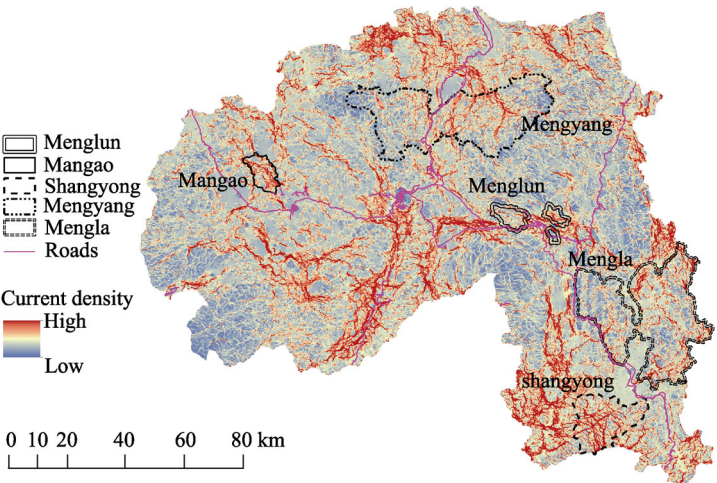 Mengyang
Menglun
Mangao
Mengla
shangyong
Menglun
Mangao
Shangyong
Mengyang
Mengla
Roads
Current density
High
Low
0 10 20 40 60 80 km